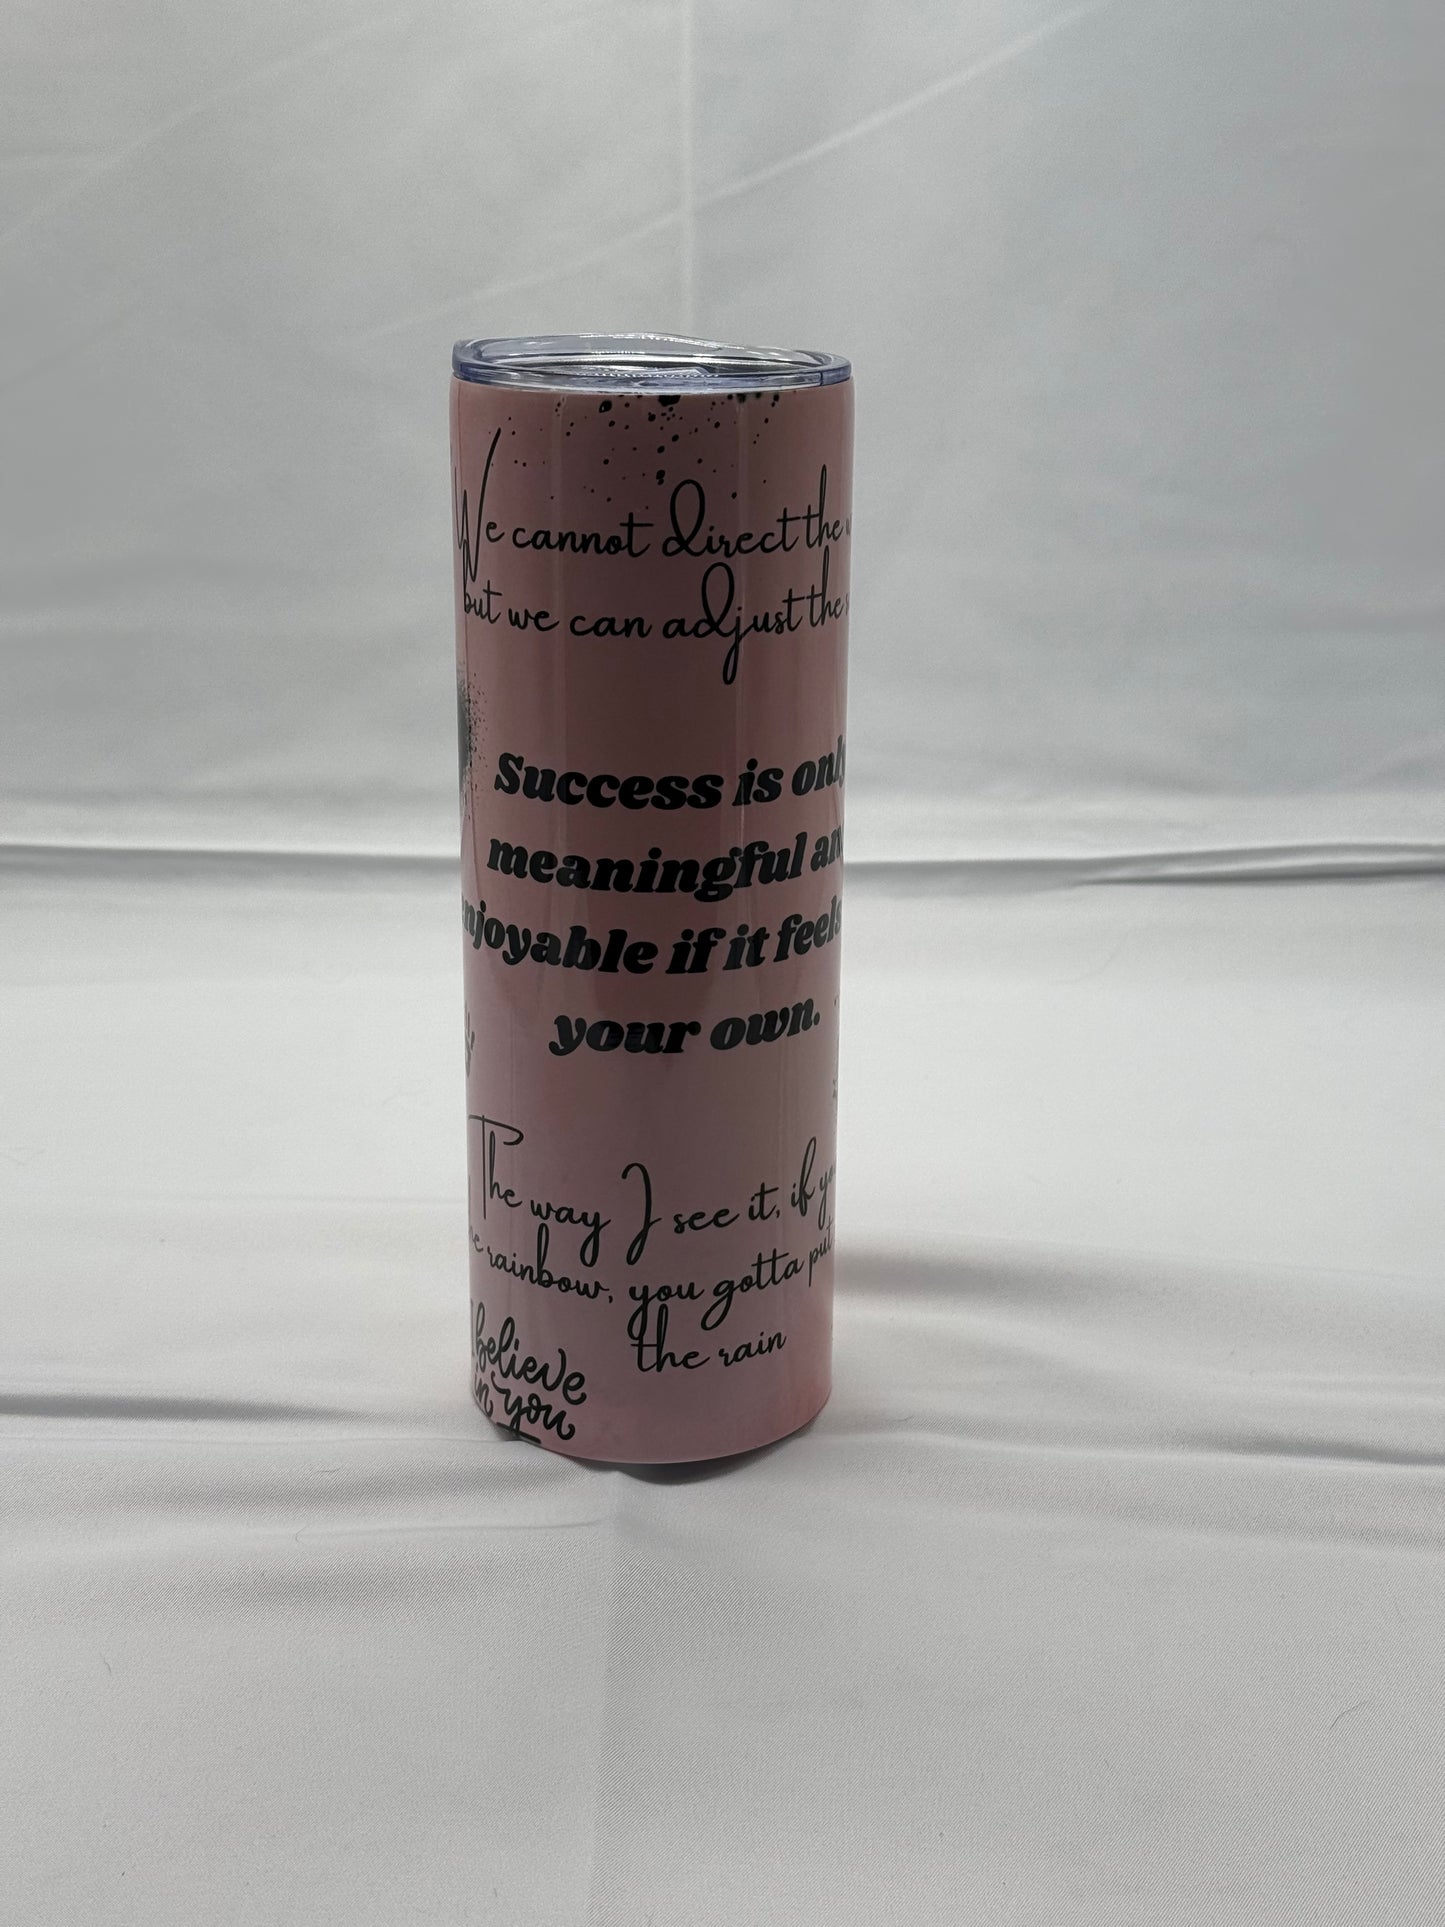 We cannot direct the
but we can adjust the
Success is only
meaningful and
enjoyable if it feels
your own.
The way I see it, if you
rainbow, you gotta put
the rain
I believe
in you